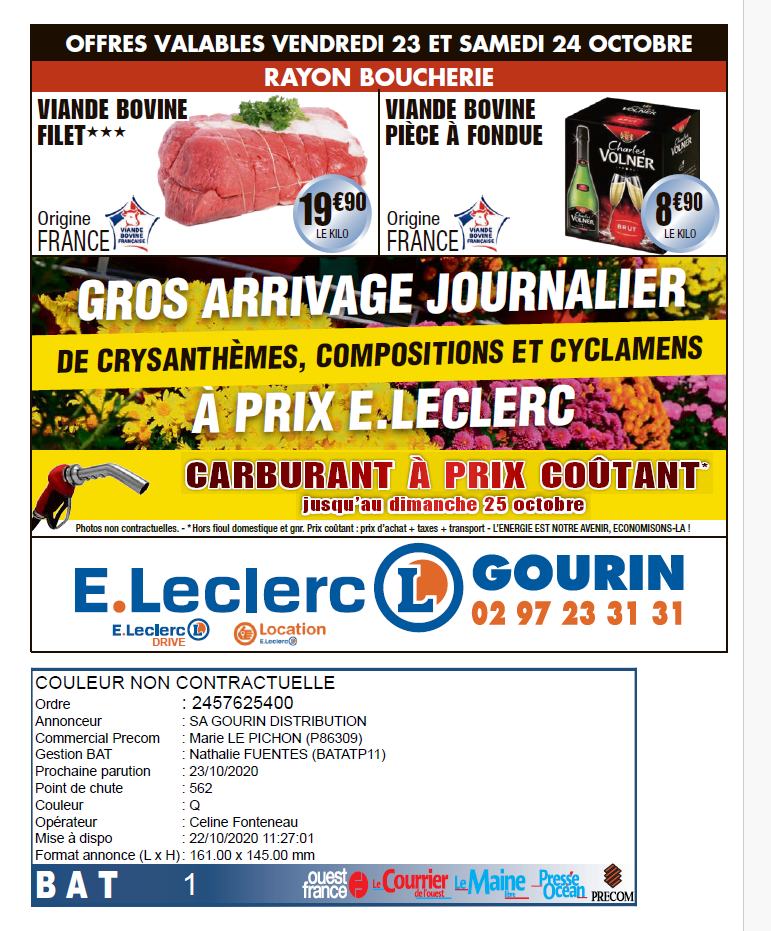 OFFRES VALABLES VENDREDI 23 ET SAMEDI 24 OCTOBRE
RAYON BOUCHERIE
VIANDE BOVINE
FILET★★★
Origine
FRANCE
VIANDE
BOVINE
FRANÇAISE
19€90
LE KILO
VIANDE BOVINE
PIÈCE À FONDUE
Origine
FRANCE
VIANDE
BOVINE
FRANÇAISE
VOLNER
Charles
VOLNER
Charles
VOLNER
BRUT
8€90
LE KILO
GROS ARRIVAGE JOURNALIER
DE CRYSANTHÈMES, COMPOSITIONS ET CYCLAMENS
À PRIX E.LECLERC
CARBURANT À PRIX COÛTANT*
jusqu'au dimanche 25 octobre
Photos non contractuelles. - *Hors fioul domestique et gnr. Prix coûtant : prix d'achat + taxes + transport - L'ENERGIE EST NOTRE AVENIR, ECONOMISONS-LA !
E.Leclerc L
GOURIN
02 97 23 31 31
E.Leclerc L
DRIVE
Location
E.Leclerc L
COULEUR NON CONTRACTUELLE
Ordre : 2457625400
Annonceur : SA GOURIN DISTRIBUTION
Commercial Precom : Marie LE PICHON (P86309)
Gestion BAT : Nathalie FUENTES (BATATP11)
Prochaine parution : 23/10/2020
Point de chute : 562
Couleur : Q
Opérateur : Celine Fonteneau
Mise à dispo : 22/10/2020 11:27:01
Format annonce (L x H) : 161.00 x 145.00 mm
BAT 1
ouest
france
Le Courrier
de l'ouest
Le Maine
Libre
Presse
Océan
PRECOM